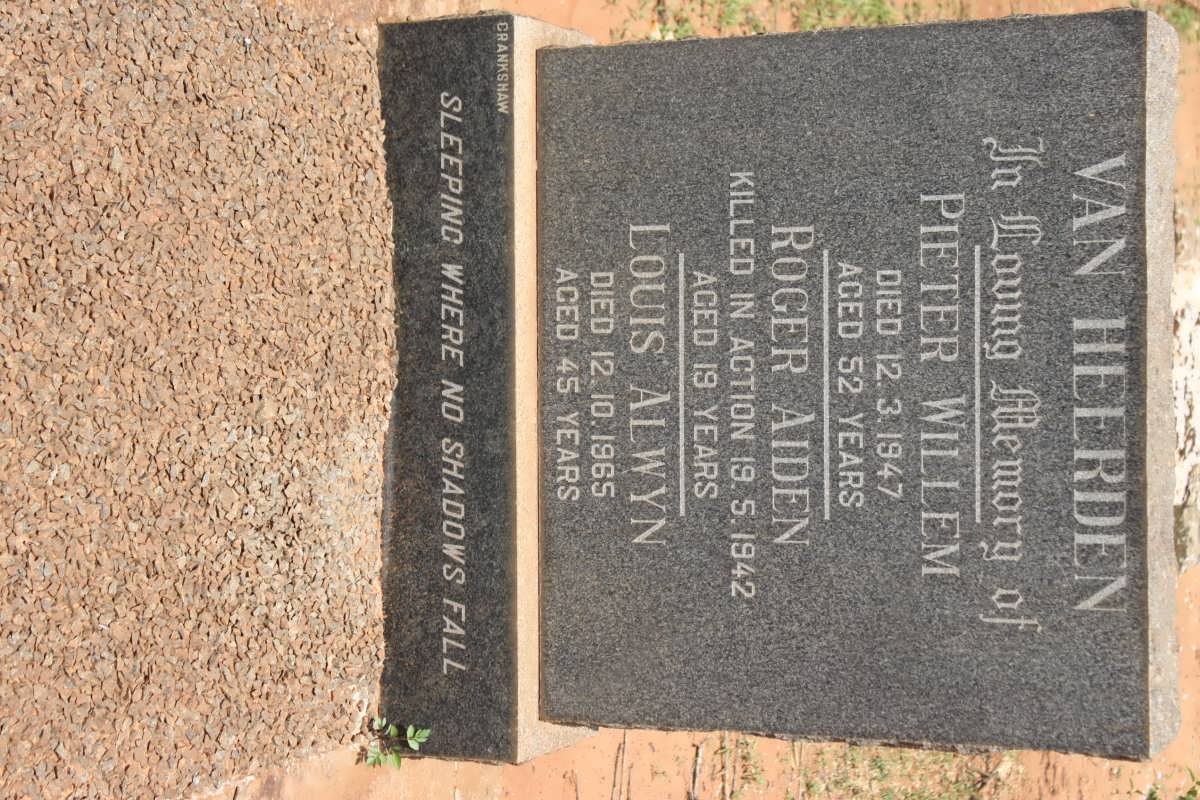 VAN HEERDEN
In Loving Memory of
PIETER WILLEM
DIED 12.3.1947
AGED 52 YEARS
ROGER AIDEN
KILLED IN ACTION 19.5.1942
AGED 19 YEARS
LOUIS ALWYN
DIED 12.10.1965
AGED 45 YEARS
CRANKSHAW
SLEEPING WHERE NO SHADOWS FALL